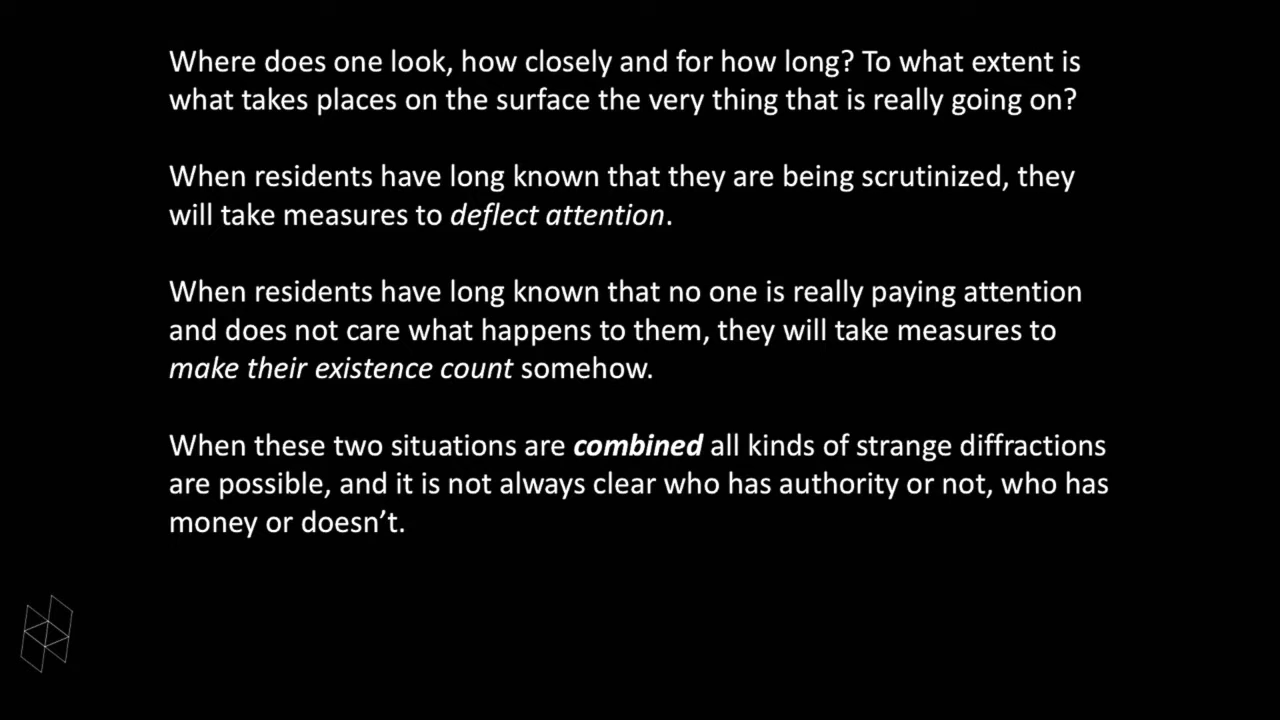 Where does one look, how closely and for how long? To what extent is
what takes places on the surface the very thing that is really going on?
When residents have long known that they are being scrutinized, they
will take measures to deflect attention.
When residents have long known that no one is really paying attention
and does not care what happens to them, they will take measures to
make their existence count somehow.
When these two situations are combined all kinds of strange diffractions
are possible, and it is not always clear who has authority or not, who has
money or doesn’t.